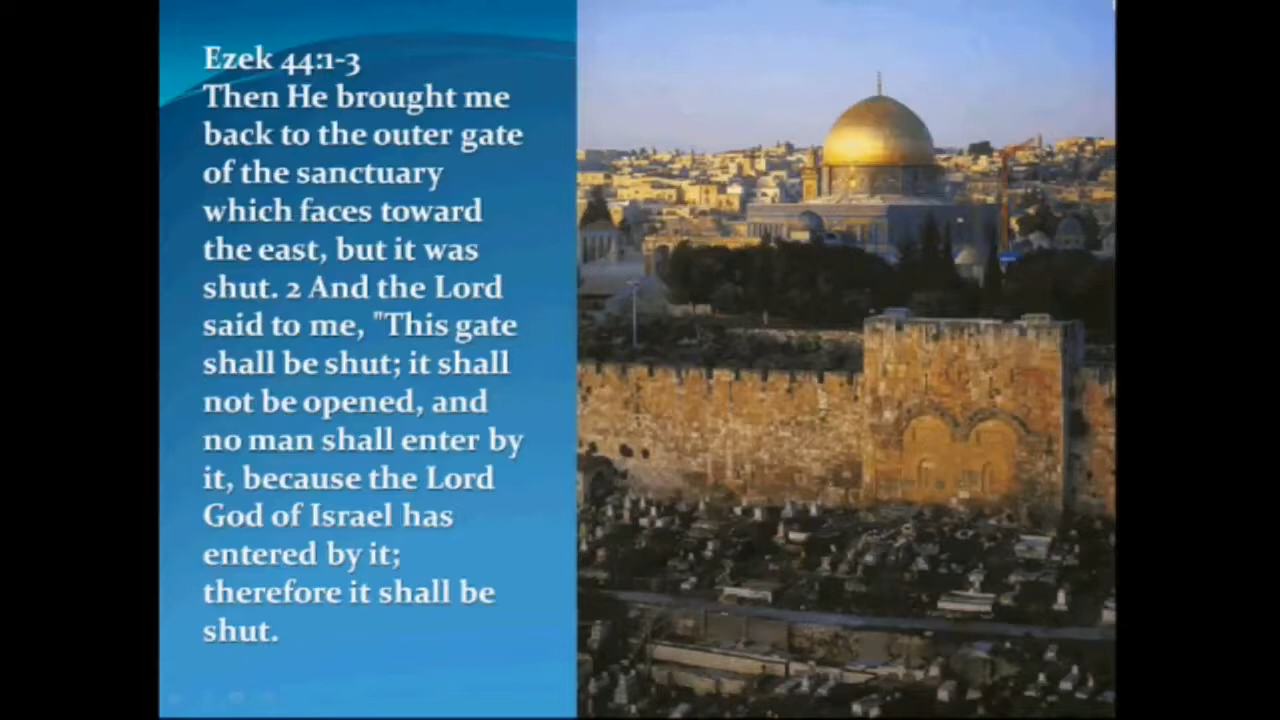 Ezek 44:1-3
Then He brought me
back to the outer gate
of the sanctuary
which faces toward
the east, but it was
shut. 2 And the Lord
said to me, "This gate
shall be shut; it shall
not be opened, and
no man shall enter by
it, because the Lord
God of Israel has
entered by it;
therefore it shall be
shut.